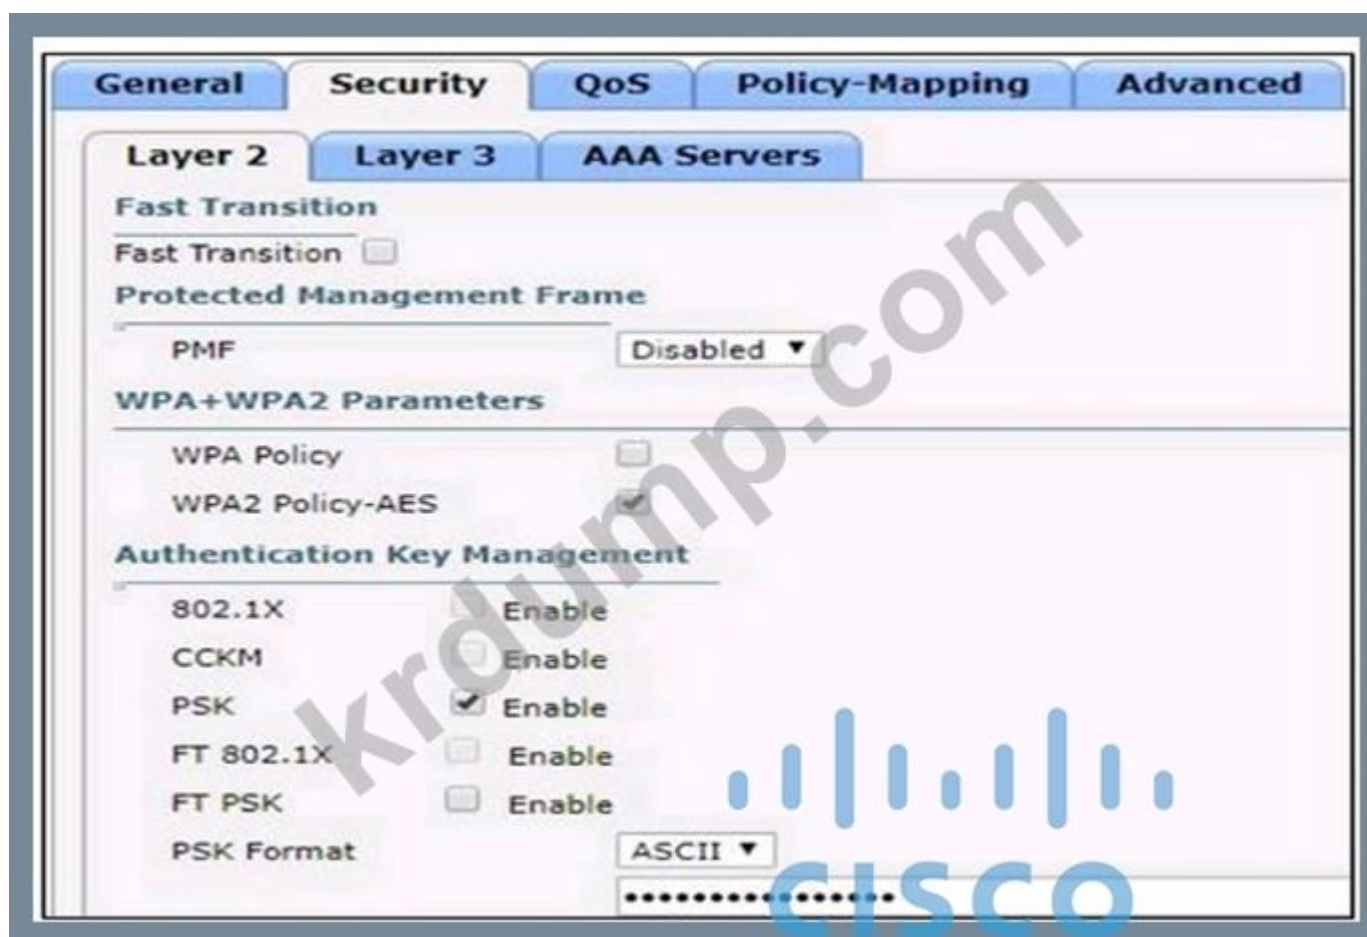 General Security QoS Policy-Mapping Advanced
Layer 2 Layer 3 AAA Servers
Fast Transition
Fast Transition
Protected Management Frame
PMF Disabled
WPA+WPA2 Parameters
WPA Policy
WPA2 Policy-AES
Authentication Key Management
802.1X Enable
CCKM Enable
PSK Enable
FT 802.1X Enable
FT PSK Enable
PSK Format ASCII
••••••••••••••••
krdump.com
CISCO